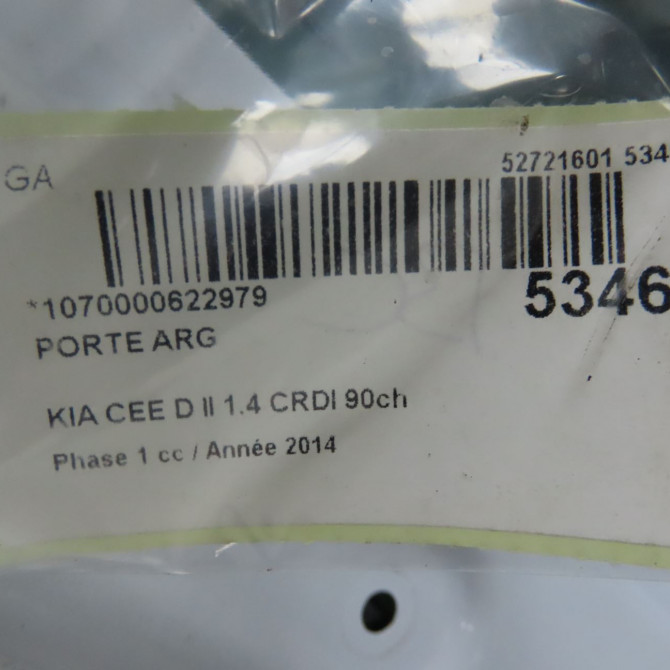 GA
52721601 534
*1070000622979
5346
PORTE ARG
KIA CEE D II 1.4 CRDI 90ch
Phase 1 cc / Année 2014